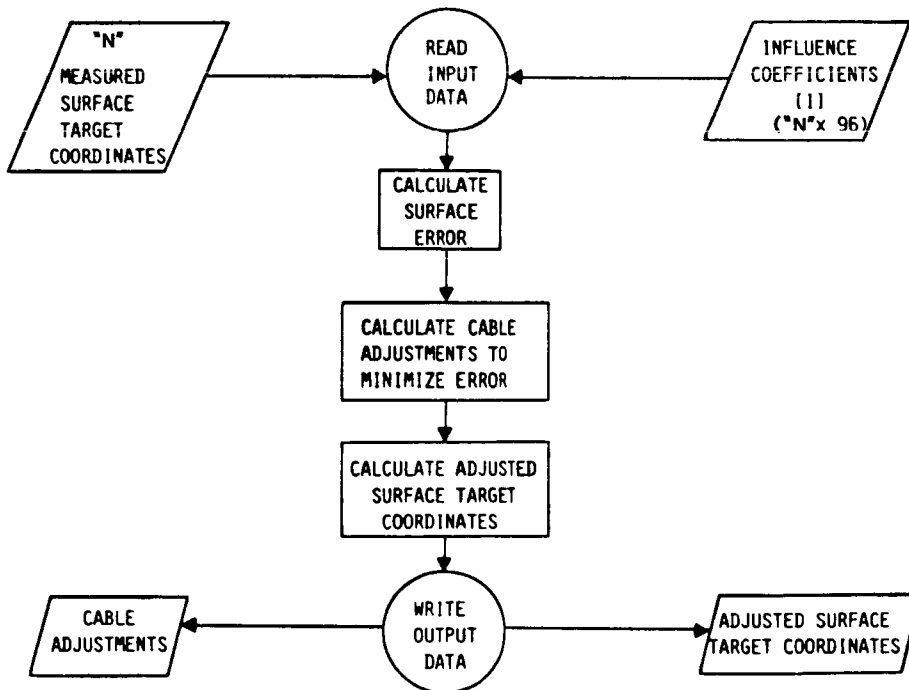 "N"
MEASURED
SURFACE
TARGET
COORDINATES
READ
INPUT
DATA
INFLUENCE
COEFFICIENTS
[I]
("N"x 96)
CALCULATE
SURFACE
ERROR
CALCULATE CABLE
ADJUSTMENTS TO
MINIMIZE ERROR
CALCULATE ADJUSTED
SURFACE TARGET
COORDINATES
CABLE
ADJUSTMENTS
WRITE
OUTPUT
DATA
ADJUSTED SURFACE
TARGET COORDINATES